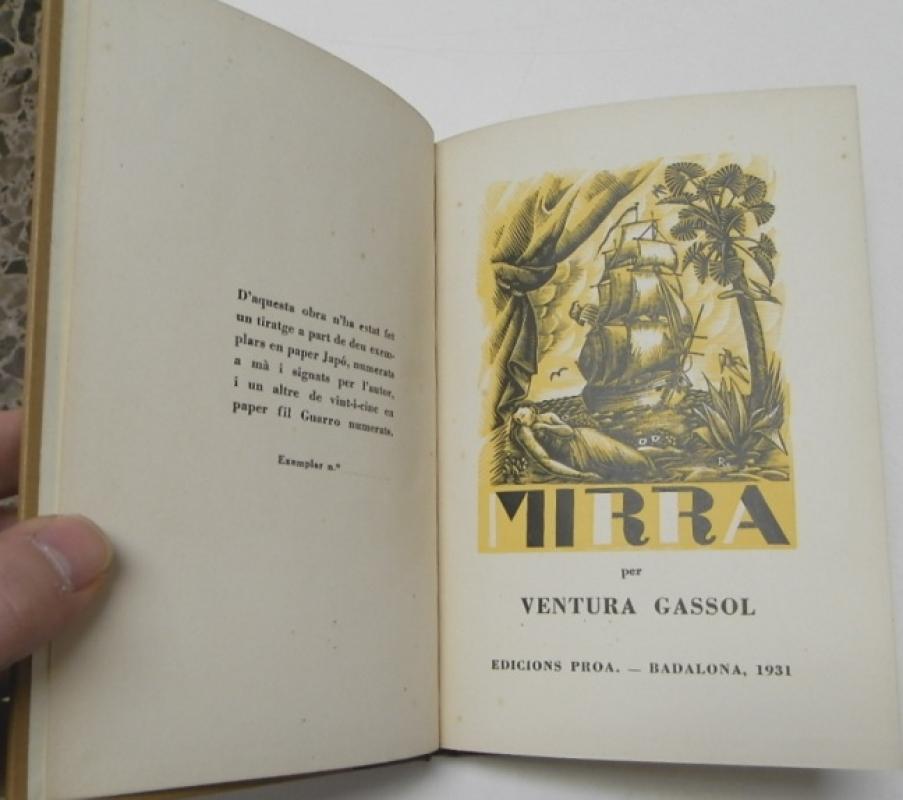 D'aquesta obra n'ha estat fet
un tiratge a part de deu exem-
plars en paper Japó, numerats
a mà i signats per l'autor,
i un altre de vint-i-cinc en
paper fil Guarro numerats.
Exemplar n.º
MIRRA
per
VENTURA GASSOL
EDICIONS PROA. — BADALONA, 1931